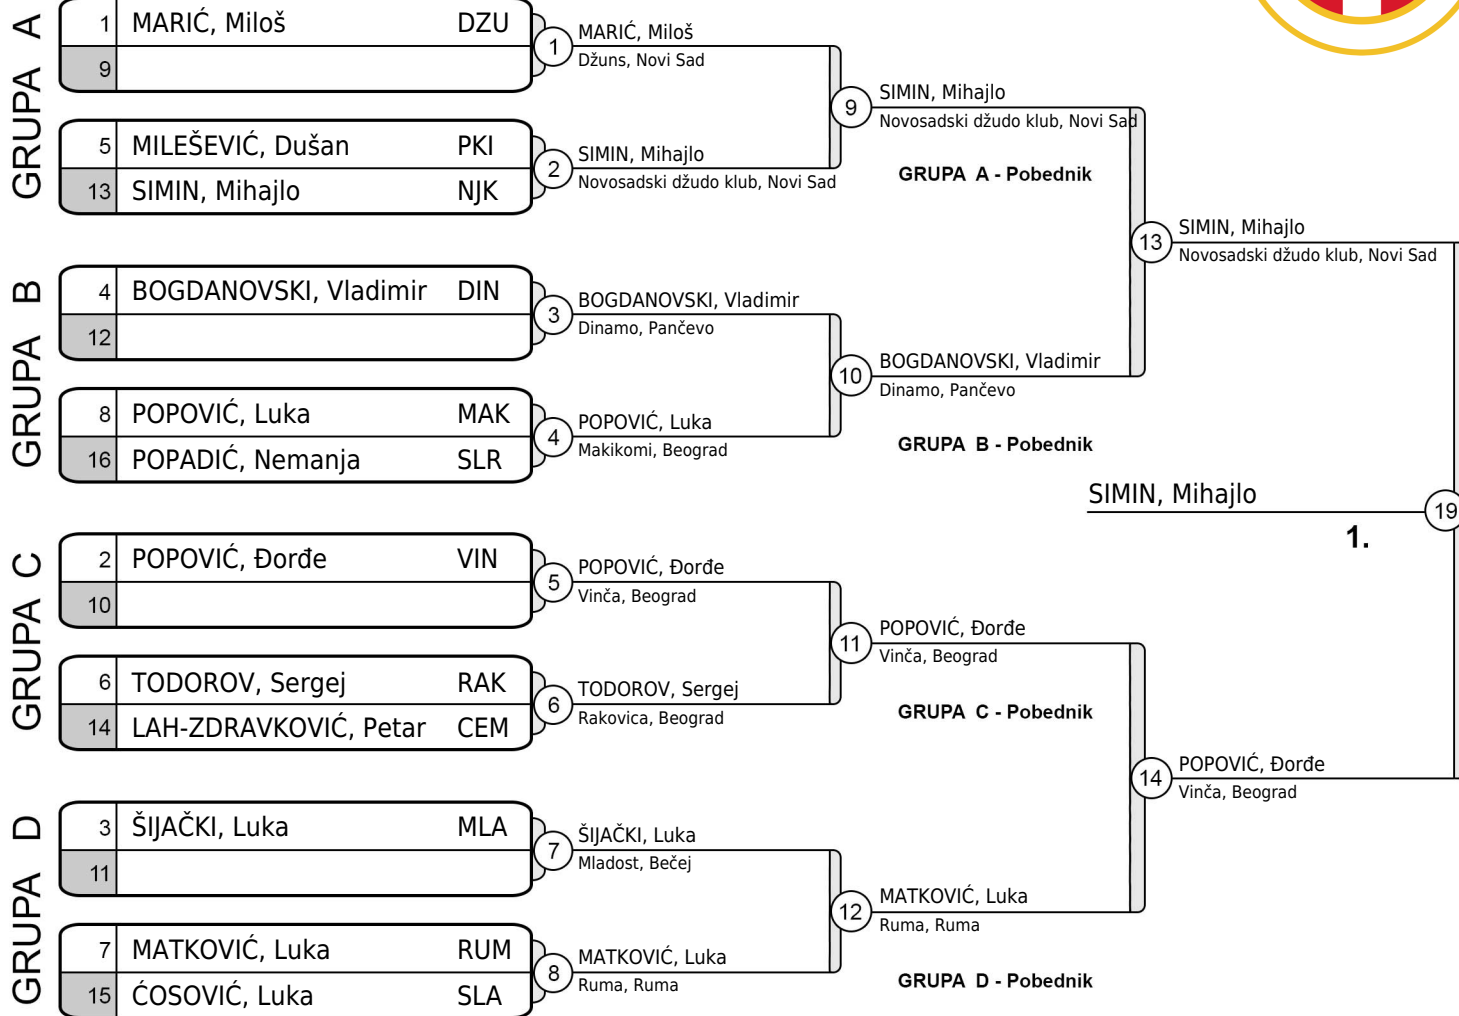 GRUPA A
1 MARIĆ, Miloš DZU
9
5 MILEŠEVIĆ, Dušan PKI
13 SIMIN, Mihajlo NJK
1
MARIĆ, Miloš
Džuns, Novi Sad
2
SIMIN, Mihajlo
Novosadski džudo klub, Novi Sad
9
SIMIN, Mihajlo
Novosadski džudo klub, Novi Sad
GRUPA A - Pobednik
GRUPA B
4 BOGDANOVSKI, Vladimir DIN
12
8 POPOVIĆ, Luka MAK
16 POPADIĆ, Nemanja SLR
3
BOGDANOVSKI, Vladimir
Dinamo, Pančevo
4
POPOVIĆ, Luka
Makikomi, Beograd
10
BOGDANOVSKI, Vladimir
Dinamo, Pančevo
GRUPA B - Pobednik
13
SIMIN, Mihajlo
Novosadski džudo klub, Novi Sad
SIMIN, Mihajlo
19
1.
GRUPA C
2 POPOVIĆ, Đorđe VIN
10
6 TODOROV, Sergej RAK
14 LAH-ZDRAVKOVIĆ, Petar CEM
5
POPOVIĆ, Đorđe
Vinča, Beograd
6
TODOROV, Sergej
Rakovica, Beograd
11
POPOVIĆ, Đorđe
Vinča, Beograd
GRUPA C - Pobednik
14
POPOVIĆ, Đorđe
Vinča, Beograd
GRUPA D
3 ŠIJAČKI, Luka MLA
11
7 MATKOVIĆ, Luka RUM
15 ĆOSOVIĆ, Luka SLA
7
ŠIJAČKI, Luka
Mladost, Bečej
8
MATKOVIĆ, Luka
Ruma, Ruma
12
MATKOVIĆ, Luka
Ruma, Ruma
GRUPA D - Pobednik